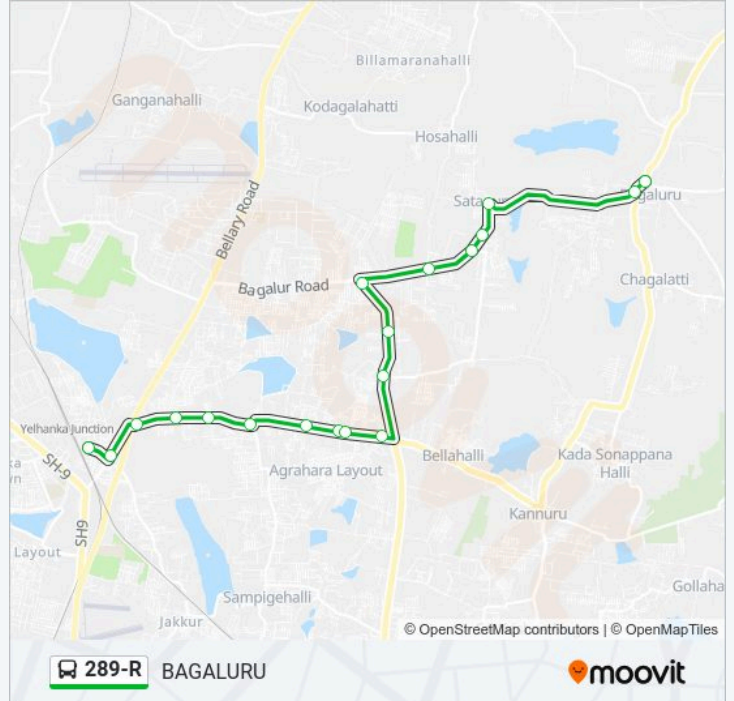 Billamaranahalli
Ganganahalli
Kodagalahatti
Hosahalli
Bellary Road
Chagalatti
Bagalur Road
Yelhanka Junction
SH-9
SH9
Agrahara Layout
Bellahalli
Kada Sonappana
Halli
Kannuru
Layout
Sampigehalli
Jakkur
Gollaha
© OpenStreetMap contributors | © OpenMapTiles
289-R BAGALURU
moovit